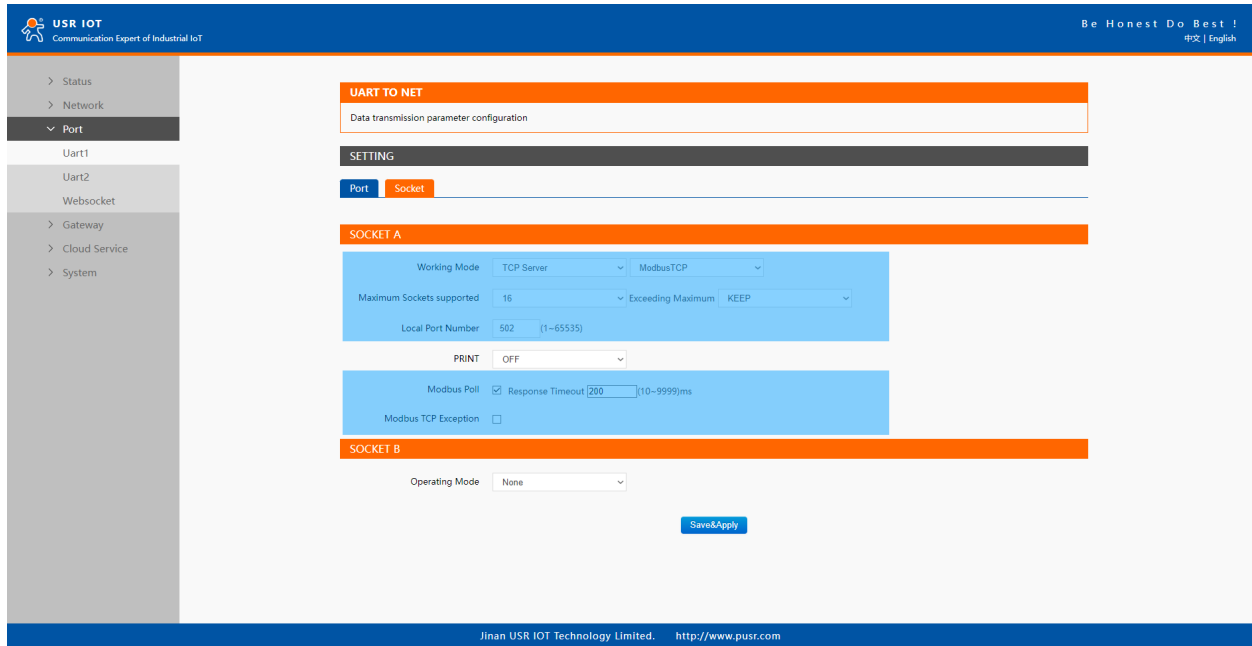 USR IOT
Communication Expert of Industrial IoT
Be Honest Do Best !
中文 | English
Status
Network
Port
Uart1
Uart2
Websocket
Gateway
Cloud Service
System
UART TO NET
Data transmission parameter configuration
SETTING
Port Socket
SOCKET A
Working Mode TCP Server ModbusTCP
Maximum Sockets supported 16 Exceeding Maximum KEEP
Local Port Number 502 (1~65535)
PRINT OFF
Modbus Poll Response Timeout 200 (10~9999)ms
Modbus TCP Exception
SOCKET B
Operating Mode None
Save&Apply
Jinan USR IOT Technology Limited. http://www.pusr.com